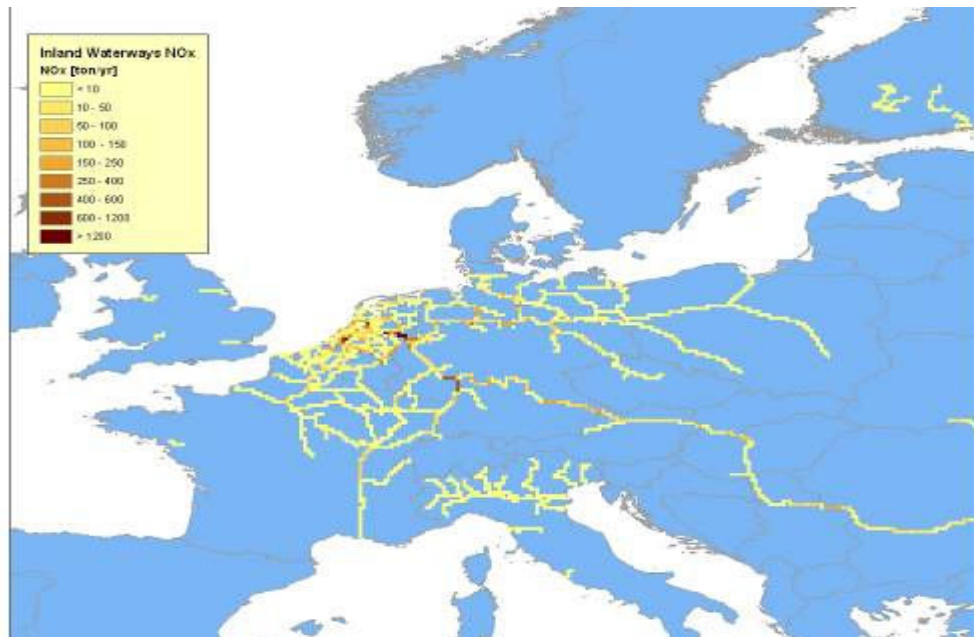 Inland Waterways NOx
NOx [ton/yr]
< 10
10 - 50
50 - 100
100 - 150
150 - 250
250 - 400
400 - 600
600 - 1200
> 1200